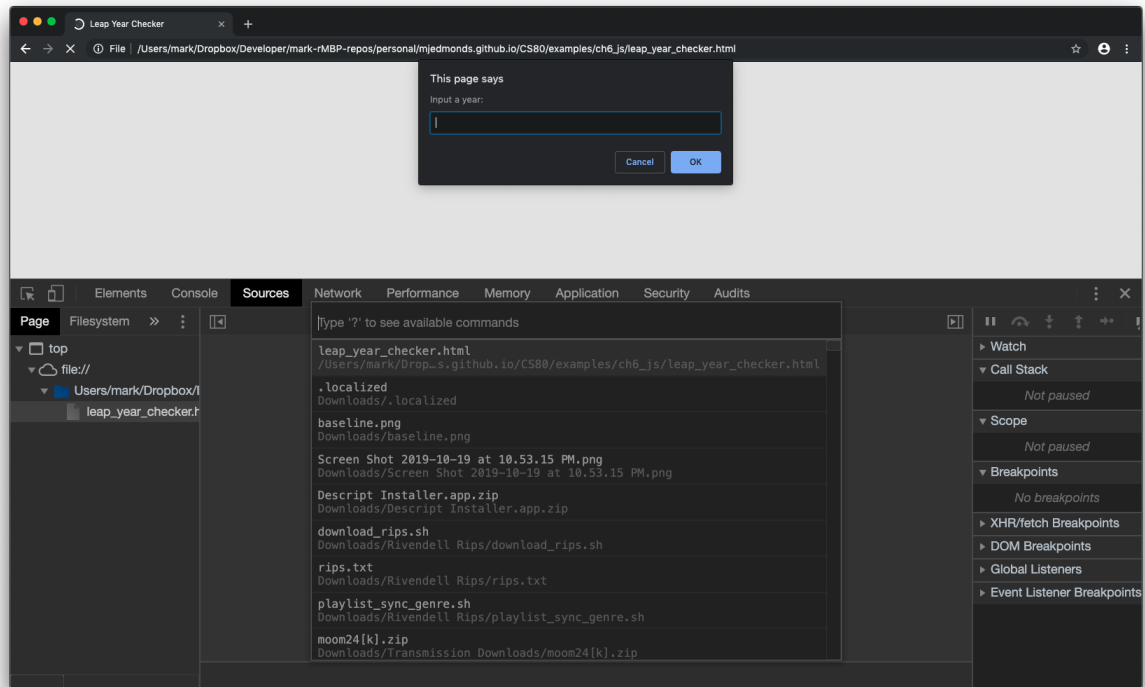 Leap Year Checker
File | /Users/mark/Dropbox/Developer/mark-rMBP-repos/personal/mjedmonds.github.io/CS80/examples/ch6_js/leap_year_checker.html
This page says
Input a year:
Cancel OK
Elements Console Sources Network Performance Memory Application Security Audits
Page Filesystem »
Type '?' to see available commands
top
file://
Users/mark/Dropbox/
leap_year_checker.h
leap_year_checker.html
/Users/mark/Drop…s.github.io/CS80/examples/ch6_js/leap_year_checker.html
.localized
Downloads/.localized
baseline.png
Downloads/baseline.png
Screen Shot 2019-10-19 at 10.53.15 PM.png
Downloads/Screen Shot 2019-10-19 at 10.53.15 PM.png
Descript Installer.app.zip
Downloads/Descript Installer.app.zip
download_rips.sh
Downloads/Rivendell Rips/download_rips.sh
rips.txt
Downloads/Rivendell Rips/rips.txt
playlist_sync_genre.sh
Downloads/Rivendell Rips/playlist_sync_genre.sh
moom24[k].zip
Downloads/Transmission Downloads/moom24[k].zip
Watch
Call Stack
Not paused
Scope
Not paused
Breakpoints
No breakpoints
XHR/fetch Breakpoints
DOM Breakpoints
Global Listeners
Event Listener Breakpoints